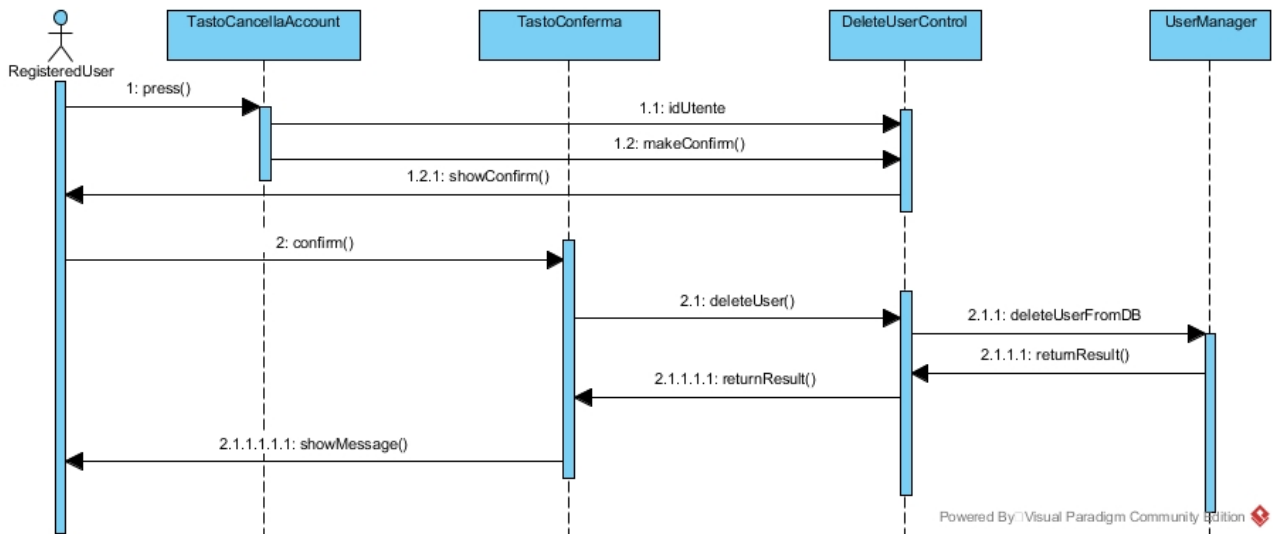 TastoCancellaAccount
TastoConferma
DeleteUserControl
UserManager
RegisteredUser
1: press()
1.1: idUtente
1.2: makeConfirm()
1.2.1: showConfirm()
2: confirm()
2.1: deleteUser()
2.1.1: deleteUserFromDB
2.1.1.1: returnResult()
2.1.1.1.1: returnResult()
2.1.1.1.1.1: showMessage()
Powered By Visual Paradigm Community Edition